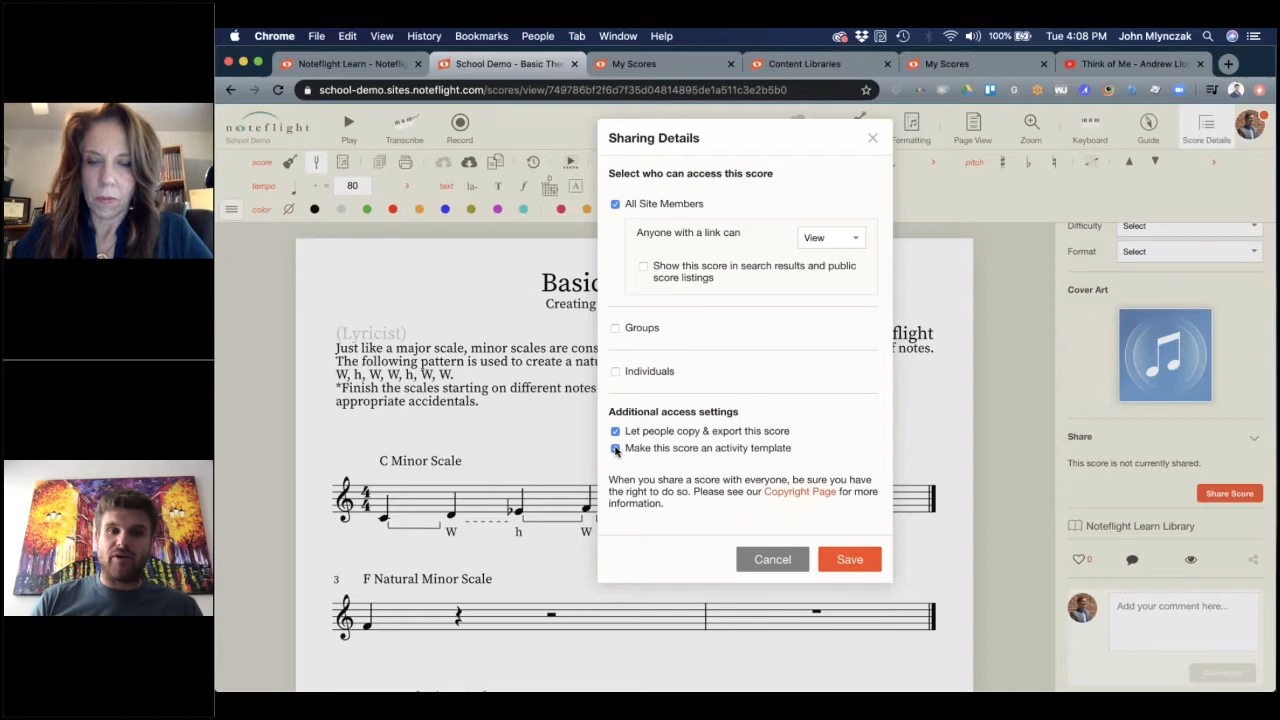 Chrome File Edit View History Bookmarks People Tab Window Help
100% Tue 4:08 PM John Mlynczak
Noteflight Learn - Noteflig
School Demo - Basic The
My Scores
Content Libraries
My Scores
Think of Me - Andrew Llo
school-demo.sites.noteflight.com/scores/view/749786bf2f6d7f35d04814895de1a511c3e2b5b0
noteflight
School Demo
Play
Transcribe
Record
Formatting
Page View
Zoom
Keyboard
Guide
Score Details
score
pitch
tempo
= 80
text
la-
T
f
D
A
color
Sharing Details
Select who can access this score
All Site Members
Anyone with a link can
View
Show this score in search results and public
score listings
Groups
Individuals
Additional access settings
Let people copy & export this score
Make this score an activity template
When you share a score with everyone, be sure you have
the right to do so. Please see our Copyright Page for more
information.
Cancel
Save
Basic
Creating
(Lyricist)
flight
Just like a major scale, minor scales are cons
of notes.
The following pattern is used to create a natu
W, h, W, W, h, W, W.
*Finish the scales starting on different notes
appropriate accidentals.
C Minor Scale
W h W
3 F Natural Minor Scale
Difficulty Select
Format Select
Cover Art
Share
This score is not currently shared.
Share Score
Noteflight Learn Library
0
Add your comment here...